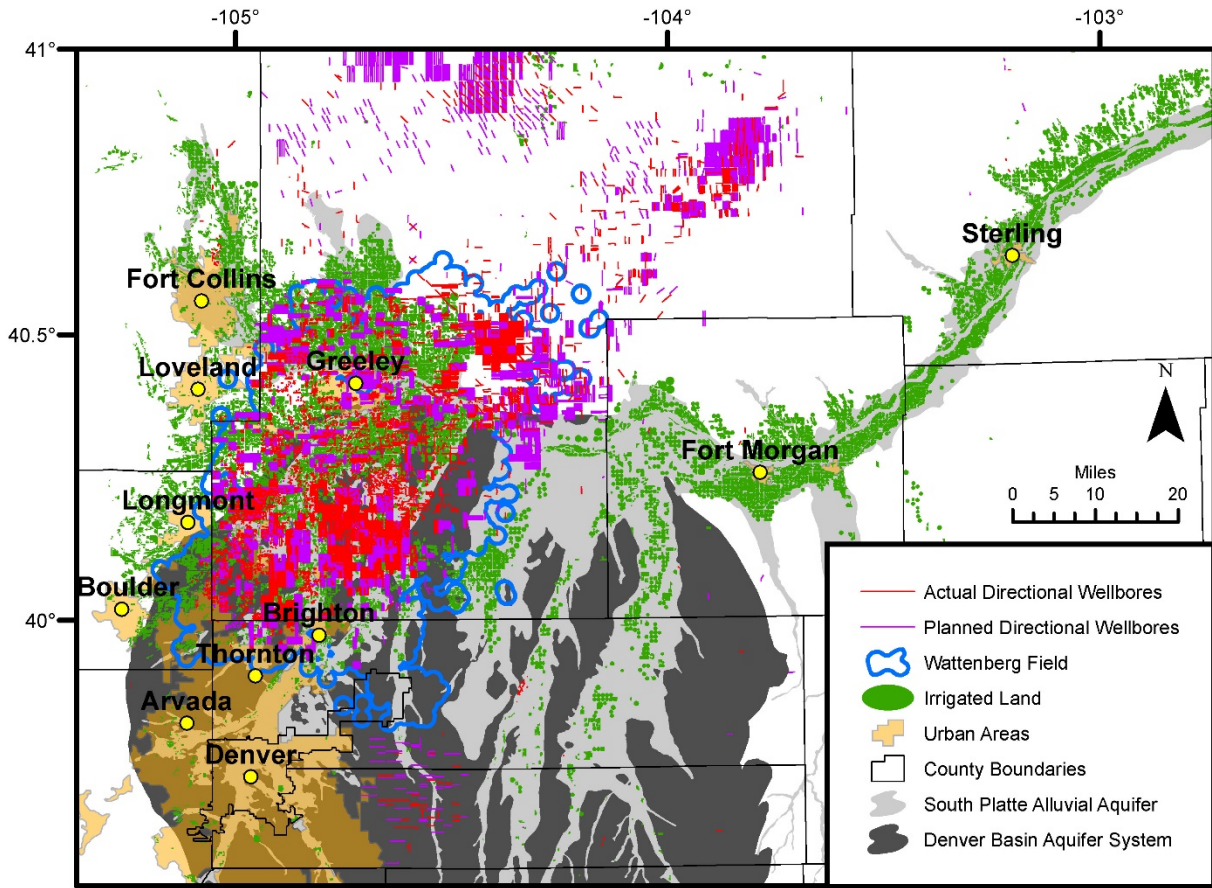 -105°
-104°
-103°
41°
Sterling
Fort Collins
40.5°
Loveland
Greeley
N
Fort Morgan
Miles
0 5 10 20
Longmont
Boulder
40°
Brighton
Thornton
Arvada
Denver
Actual Directional Wellbores
Planned Directional Wellbores
Wattenberg Field
Irrigated Land
Urban Areas
County Boundaries
South Platte Alluvial Aquifer
Denver Basin Aquifer System